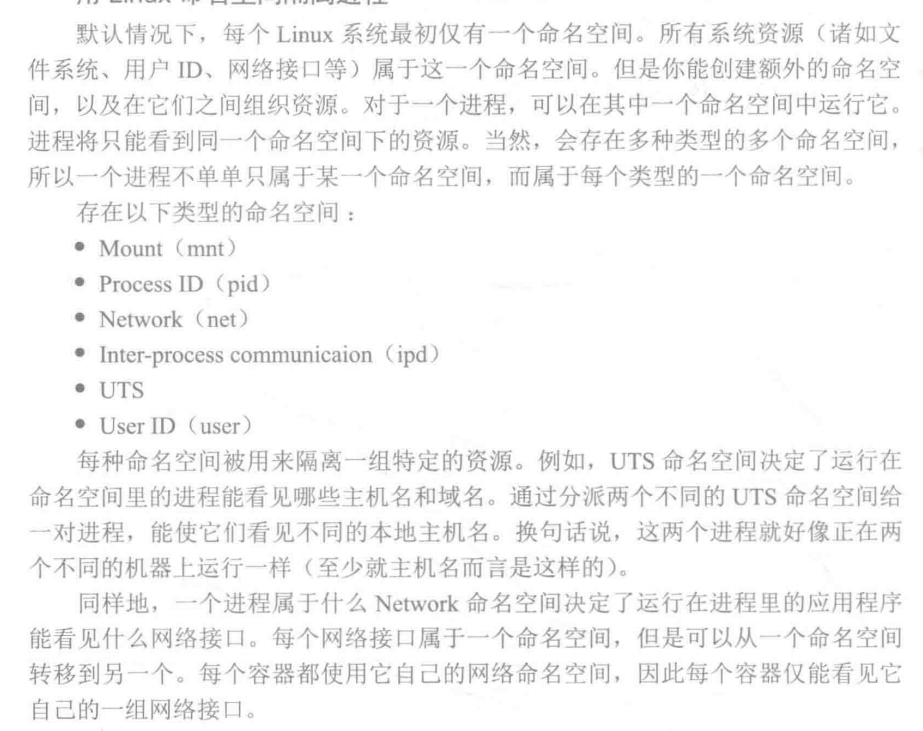 默认情况下，每个 Linux 系统最初仅有一个命名空间。所有系统资源（诸如文
件系统、用户 ID、网络接口等）属于这一个命名空间。但是你能创建额外的命名空
间，以及在它们之间组织资源。对于一个进程，可以在其中一个命名空间中运行它。
进程将只能看到同一个命名空间下的资源。当然，会存在多种类型的多个命名空间，
所以一个进程不单单只属于某一个命名空间，而属于每个类型的一个命名空间。
存在以下类型的命名空间：
• Mount（mnt）
• Process ID（pid）
• Network（net）
• Inter-process communicaion（ipd）
• UTS
• User ID（user）
每种命名空间被用来隔离一组特定的资源。例如，UTS 命名空间决定了运行在
命名空间里的进程能看见哪些主机名和域名。通过分派两个不同的 UTS 命名空间给
一对进程，能使它们看见不同的本地主机名。换句话说，这两个进程就好像正在两
个不同的机器上运行一样（至少就主机名而言是这样的）。
同样地，一个进程属于什么 Network 命名空间决定了运行在进程里的应用程序
能看见什么网络接口。每个网络接口属于一个命名空间，但是可以从一个命名空间
转移到另一个。每个容器都使用它自己的网络命名空间，因此每个容器仅能看见它
自己的一组网络接口。